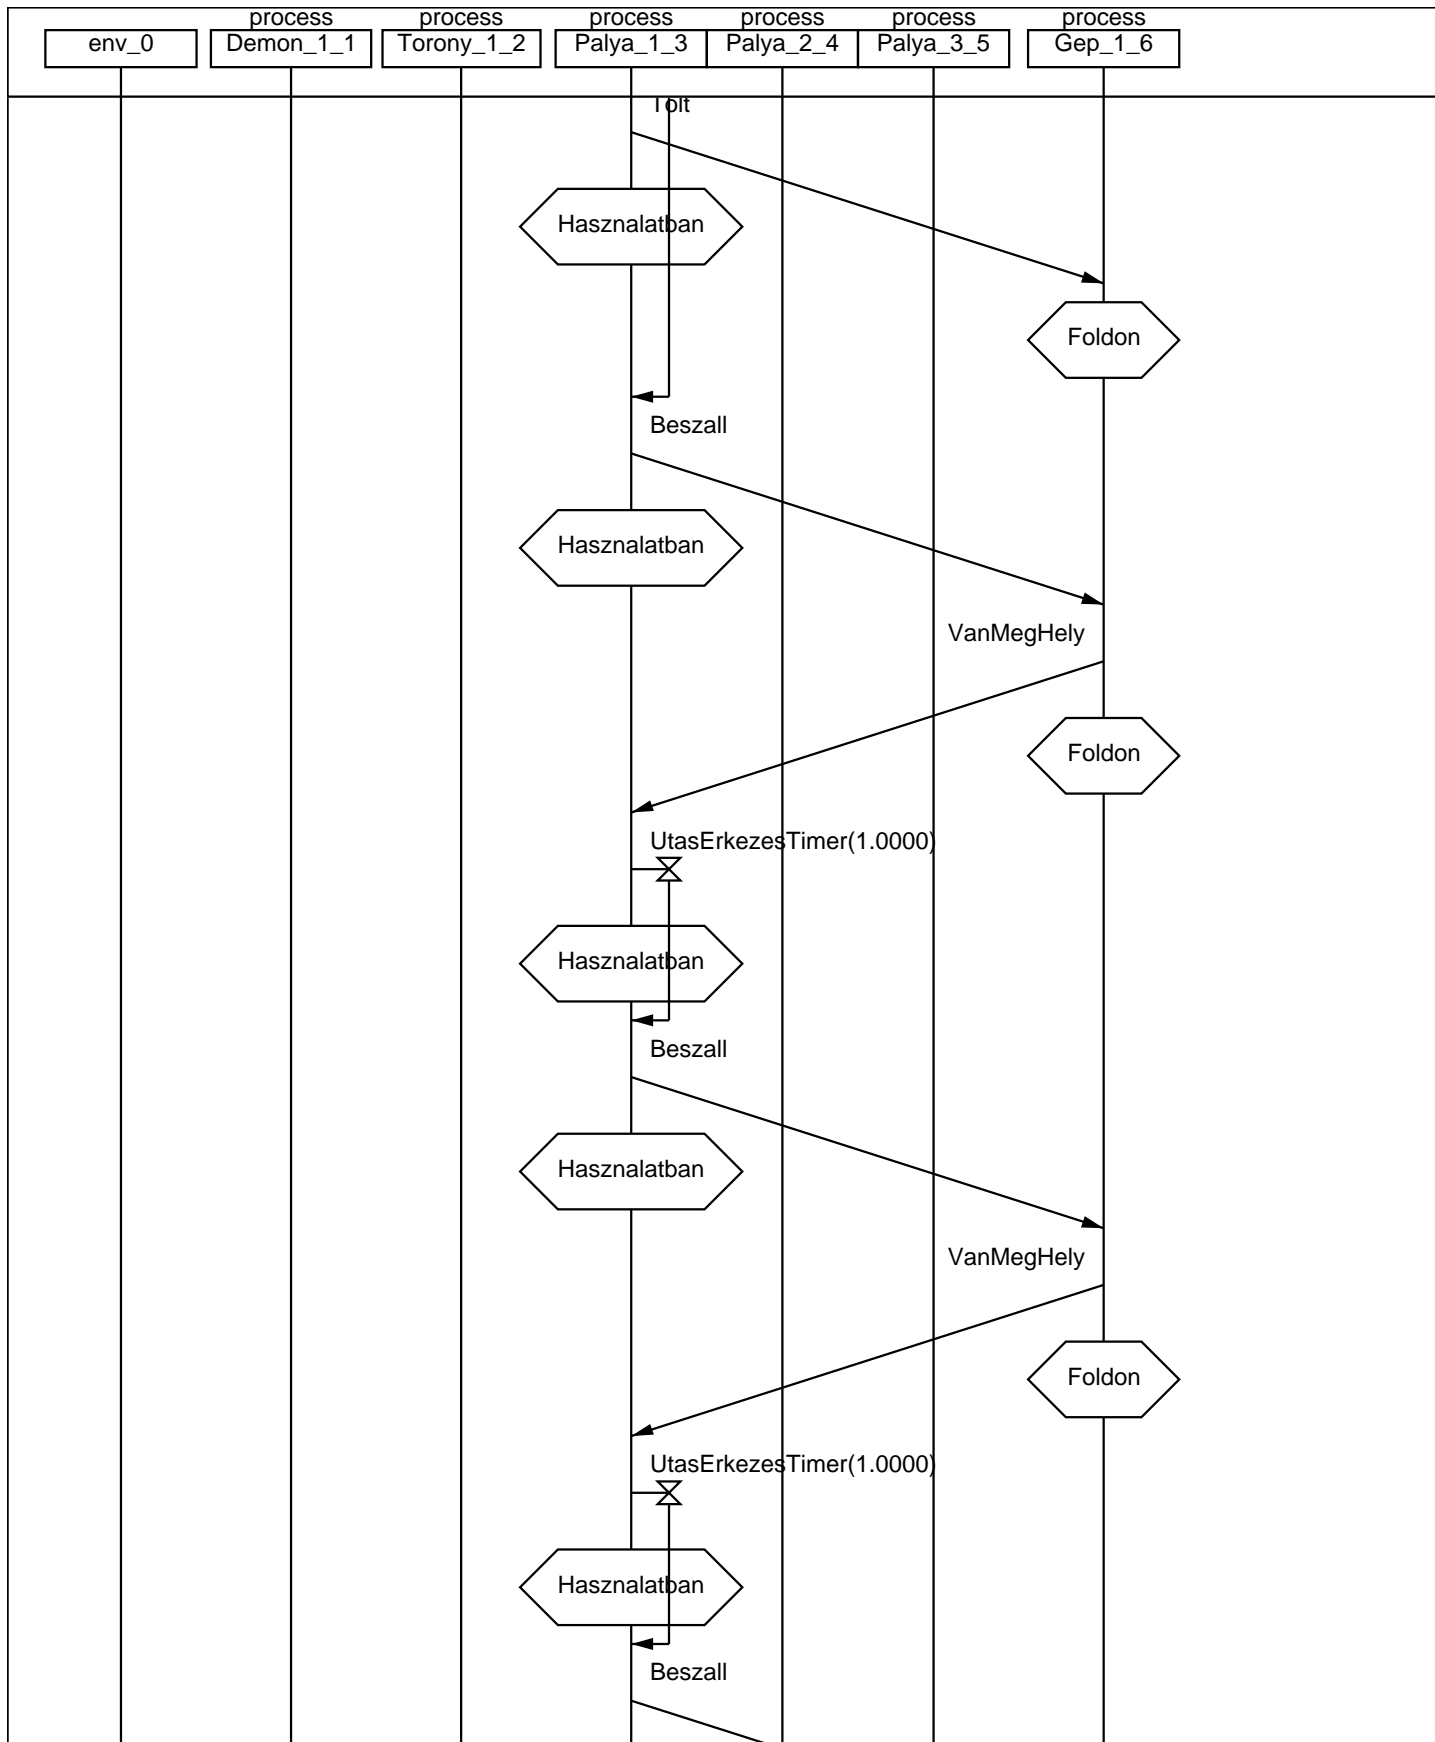 process process process process process process
env_0 Demon_1_1 Torony_1_2 Palya_1_3 Palya_2_4 Palya_3_5 Gep_1_6
Tolt
Hasznalatban
Foldon
Beszall
Hasznalatban
VanMegHely
Foldon
UtasErkezesTimer(1.0000)
Hasznalatban
Beszall
Hasznalatban
VanMegHely
Foldon
UtasErkezesTimer(1.0000)
Hasznalatban
Beszall